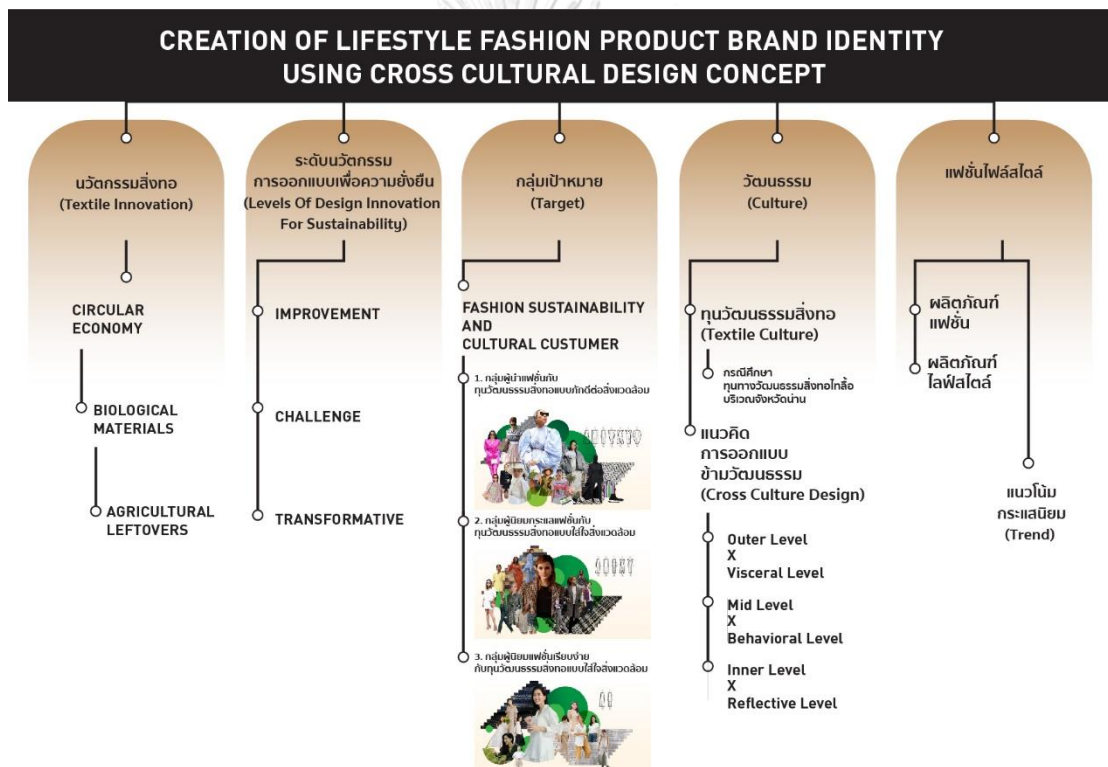 CREATION OF LIFESTYLE FASHION PRODUCT BRAND IDENTITY
USING CROSS CULTURAL DESIGN CONCEPT
นวัตกรรมสิ่งทอ
(Textile Innovation)
CIRCULAR
ECONOMY
BIOLOGICAL
MATERIALS
AGRICULTURAL
LEFTOVERS
ระดับนวัตกรรม
การออกแบบเพื่อความยั่งยืน
(Levels Of Design Innovation
For Sustainability)
IMPROVEMENT
CHALLENGE
TRANSFORMATIVE
กลุ่มเป้าหมาย
(Target)
FASHION SUSTAINABILITY
AND
CULTURAL CUSTUMER
1. กลุ่มผู้นำแฟชั่นกับ
ทุนวัฒนธรรมสิ่งทอแบบภักดีต่อสิ่งแวดล้อม
2. กลุ่มผู้นิยมกระแสแฟชั่นกับ
ทุนวัฒนธรรมสิ่งทอแบบใส่ใจสิ่งแวดล้อม
3. กลุ่มผู้นิยมแฟชั่นเรียบง่าย
กับทุนวัฒนธรรมสิ่งทอแบบใส่ใจสิ่งแวดล้อม
วัฒนธรรม
(Culture)
ทุนวัฒนธรรมสิ่งทอ
(Textile Culture)
กรณีศึกษา
ทุนทางวัฒนธรรมสิ่งทอไทลื้อ
บริเวณจังหวัดน่าน
แนวคิด
การออกแบบ
ข้ามวัฒนธรรม
(Cross Culture Design)
Outer Level
X
Visceral Level
Mid Level
X
Behavioral Level
Inner Level
X
Reflective Level
แฟชั่นไฟล์สไตล์
ผลิตภัณฑ์
แฟชั่น
ผลิตภัณฑ์
ไลฟ์สไตล์
แนวโน้ม
กระแสนิยม
(Trend)